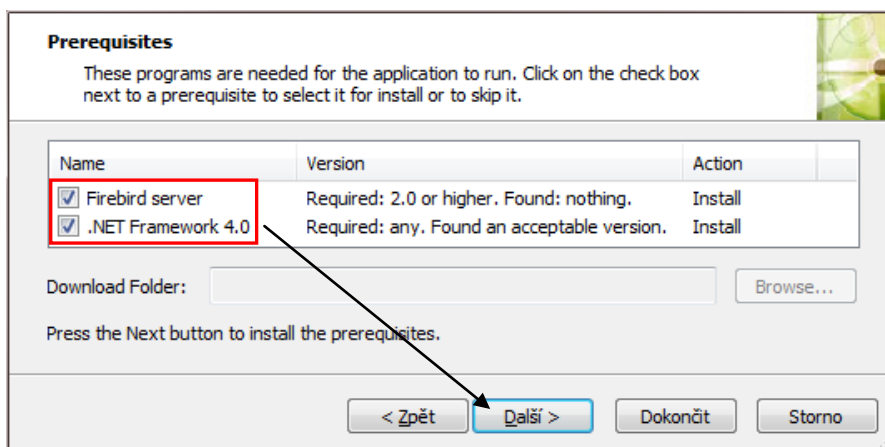 Prerequisites
These programs are needed for the application to run. Click on the check box
next to a prerequisite to select it for install or to skip it.
Name Version Action
Firebird server Required: 2.0 or higher. Found: nothing. Install
.NET Framework 4.0 Required: any. Found an acceptable version. Install
Download Folder: Browse...
Press the Next button to install the prerequisites.
< Zpět Další > Dokončit Storno